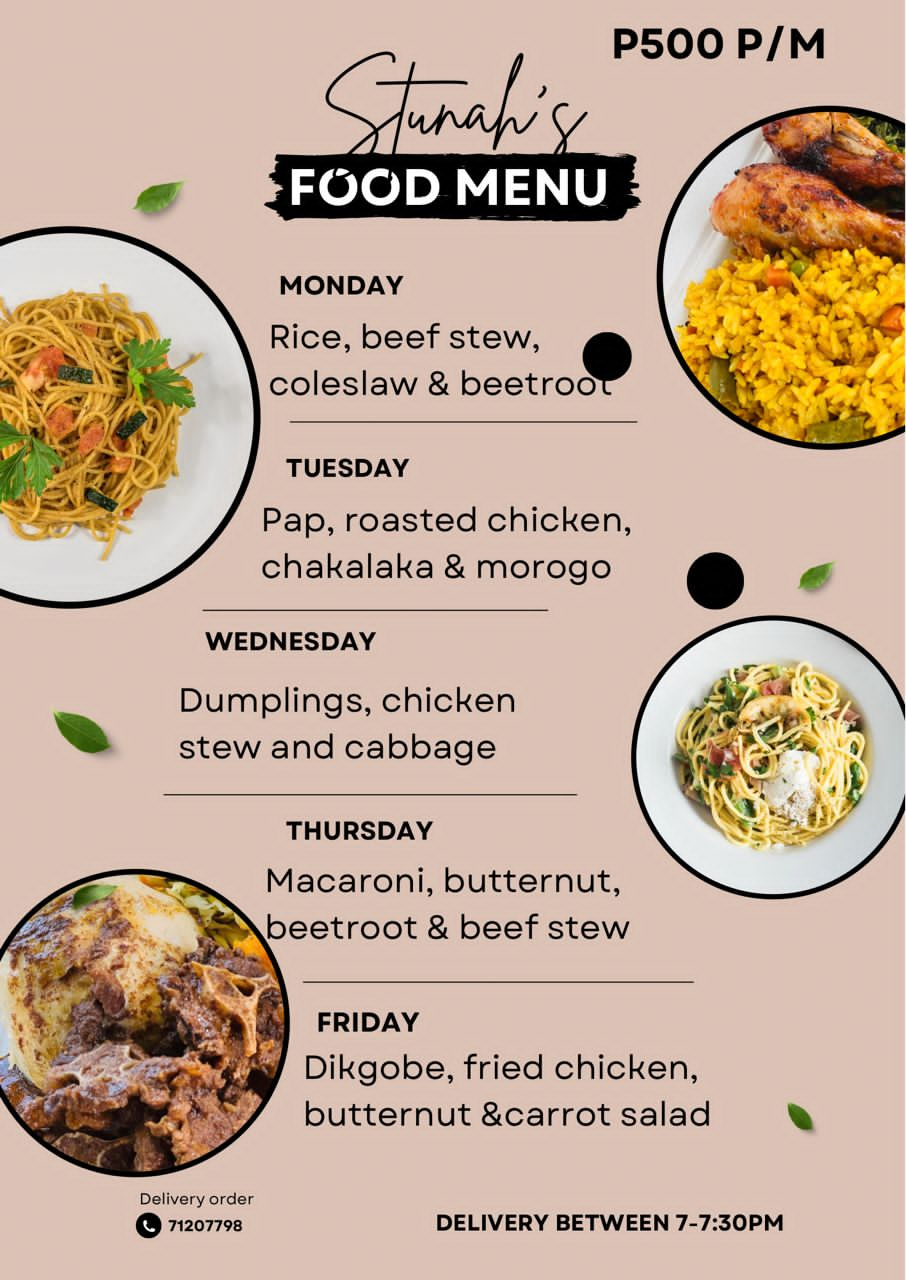 P500 P/M
Stunah's
FOOD MENU
MONDAY
Rice, beef stew,
coleslaw & beetroot
TUESDAY
Pap, roasted chicken,
chakalaka & morogo
WEDNESDAY
Dumplings, chicken
stew and cabbage
THURSDAY
Macaroni, butternut,
beetroot & beef stew
FRIDAY
Dikgobe, fried chicken,
butternut &carrot salad
Delivery order
71207798
DELIVERY BETWEEN 7-7:30PM